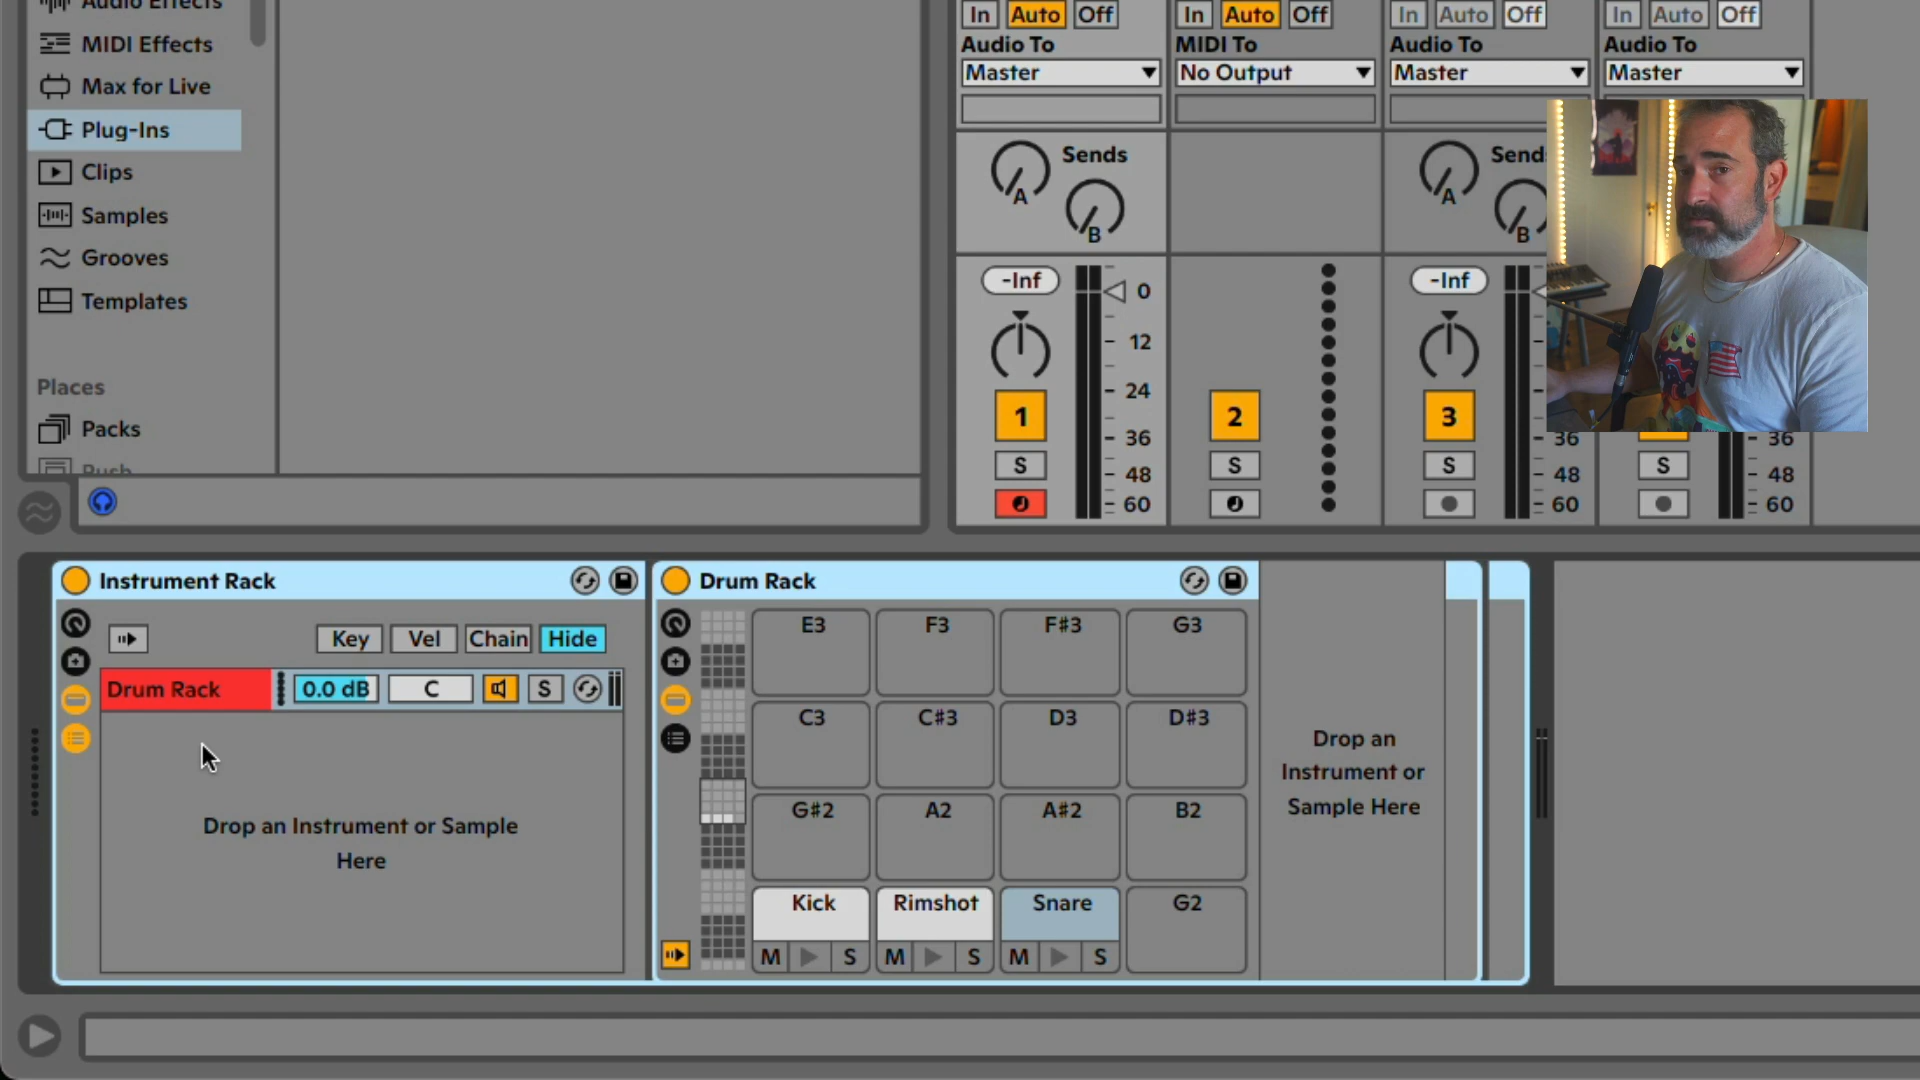 Audio Effects
MIDI Effects
Max for Live
Plug-Ins
Clips
Samples
Grooves
Templates
Places
Packs
Push
In Auto Off
Audio To
Master
A
Sends
B
-Inf
0
12
24
36
48
60
1
S
In Auto Off
MIDI To
No Output
2
S
In Auto Off
Audio To
Master
A
B
-Inf
3
S
36
48
60
In Auto Off
Audio To
Master
S
36
48
60
Instrument Rack
Key Vel Chain Hide
Drum Rack 0.0 dB C S
Drop an Instrument or Sample
Here
Drum Rack
E3 F3 F#3 G3
C3 C#3 D3 D#3
G#2 A2 A#2 B2
Kick Rimshot Snare G2
M S M S M S
Drop an
Instrument or
Sample Here